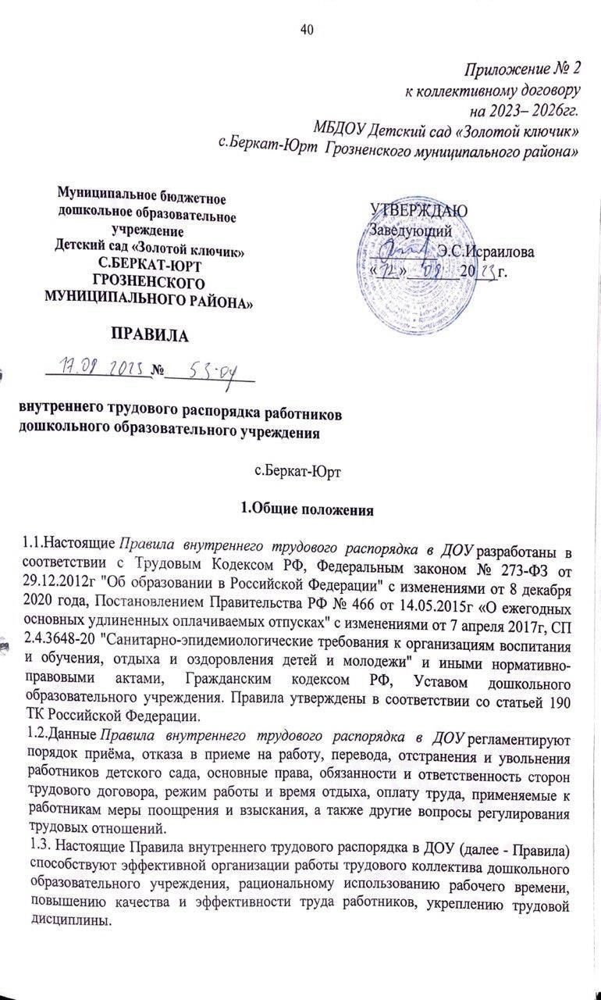 40
Приложение № 2
к коллективному договору
на 2023– 2026гг.
МБДОУ Детский сад «Золотой ключик»
с.Беркат-Юрт Грозненского муниципального района»
Муниципальное бюджетное
дошкольное образовательное
учреждение
Детский сад «Золотой ключик»
С.БЕРКАТ-ЮРТ
ГРОЗНЕНСКОГО
МУНИЦИПАЛЬНОГО РАЙОНА»
УТВЕРЖДАЮ
Заведующий
Э.С.Исраилова
« » 2023г.
ПРАВИЛА
2023 №
внутреннего трудового распорядка работников
дошкольного образовательного учреждения
с.Беркат-Юрт
1.Общие положения
1.1.Настоящие Правила внутреннего трудового распорядка в ДОУ разработаны в
соответствии с Трудовым Кодексом РФ, Федеральным законом № 273-ФЗ от
29.12.2012г "Об образовании в Российской Федерации" с изменениями от 8 декабря
2020 года, Постановлением Правительства РФ № 466 от 14.05.2015г «О ежегодных
основных удлиненных оплачиваемых отпусках" с изменениями от 7 апреля 2017г, СП
2.4.3648-20 "Санитарно-эпидемиологические требования к организациям воспитания
и обучения, отдыха и оздоровления детей и молодежи" и иными нормативно-
правовыми актами, Гражданским кодексом РФ, Уставом дошкольного
образовательного учреждения. Правила утверждены в соответствии со статьей 190
ТК Российской Федерации.
1.2.Данные Правила внутреннего трудового распорядка в ДОУ регламентируют
порядок приёма, отказа в приеме на работу, перевода, отстранения и увольнения
работников детского сада, основные права, обязанности и ответственность сторон
трудового договора, режим работы и время отдыха, оплату труда, применяемые к
работникам меры поощрения и взыскания, а также другие вопросы регулирования
трудовых отношений.
1.3. Настоящие Правила внутреннего трудового распорядка в ДОУ (далее - Правила)
способствуют эффективной организации работы трудового коллектива дошкольного
образовательного учреждения, рациональному использованию рабочего времени,
повышению качества и эффективности труда работников, укреплению трудовой
дисциплины.